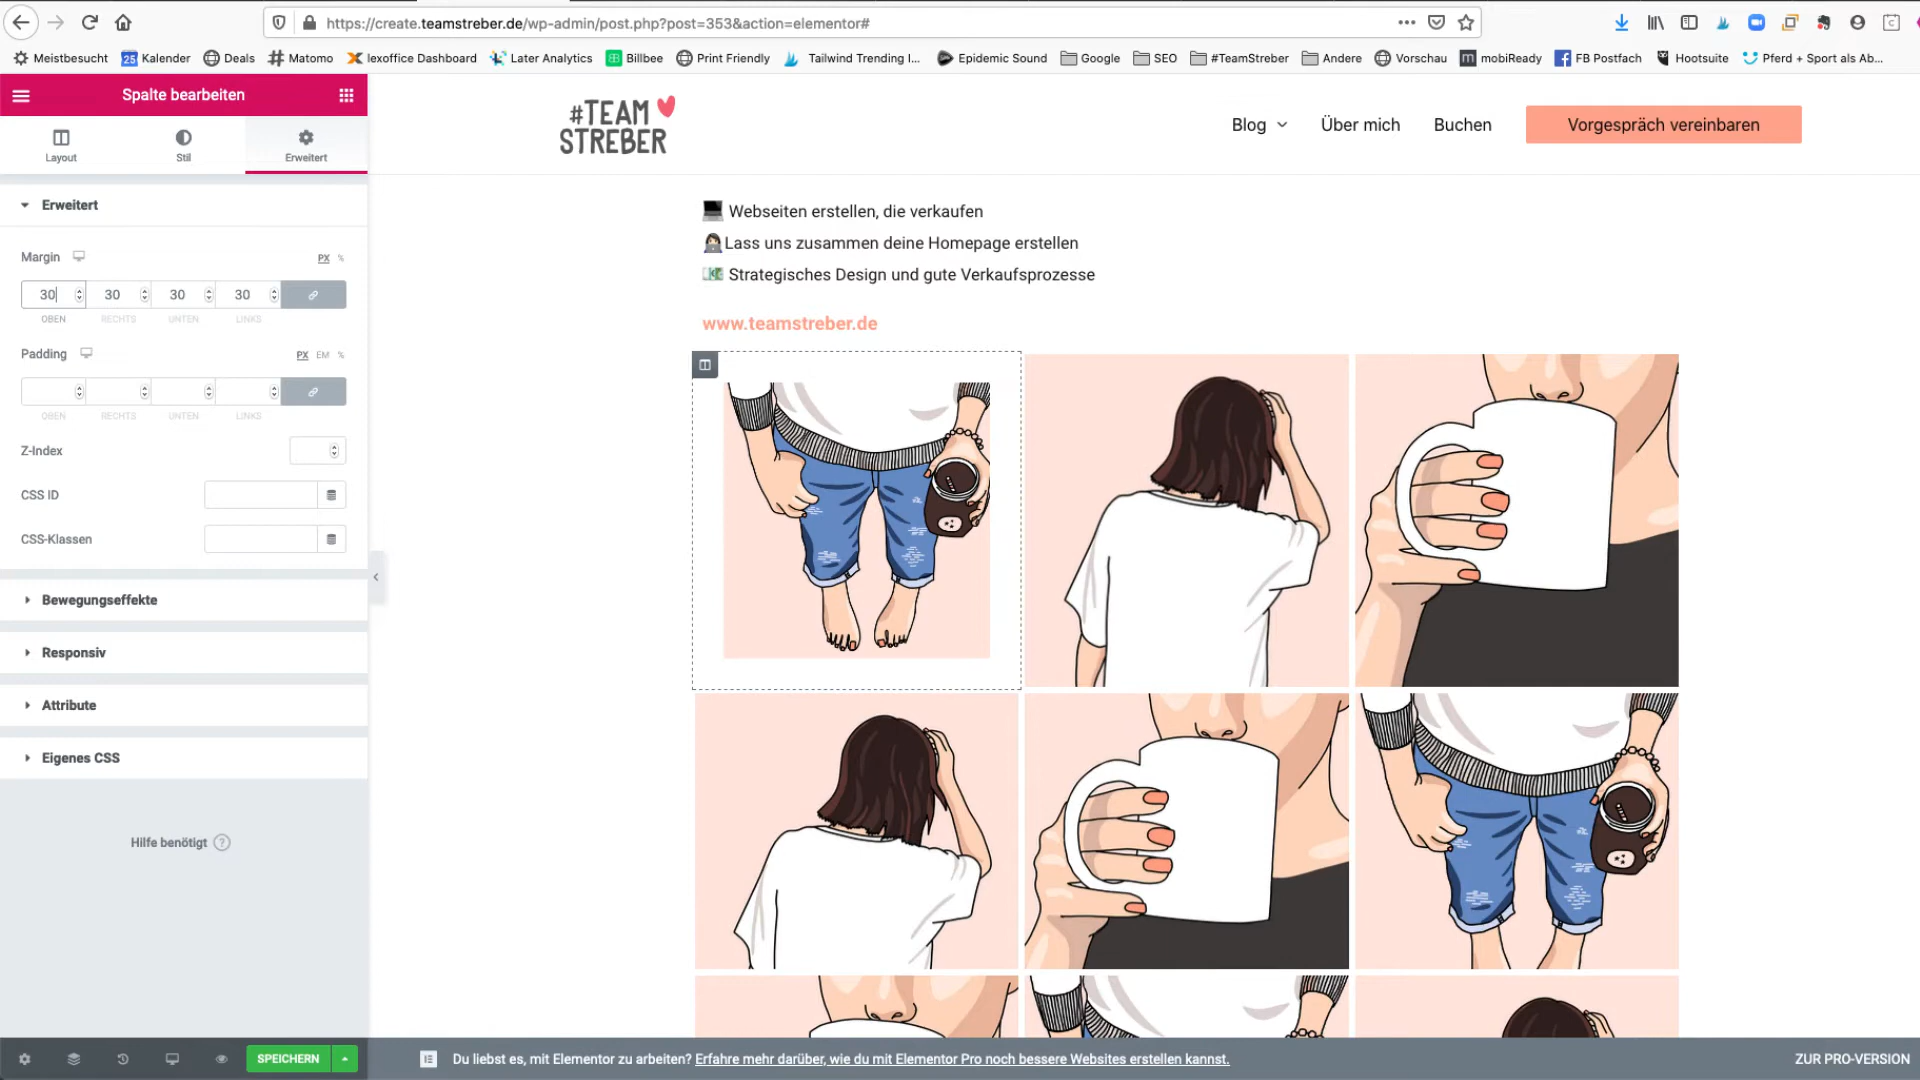 https://create.teamstreber.de/wp-admin/post.php?post=353&action=elementor#
Meistbesucht Kalender Deals Matomo lexoffice Dashboard Later Analytics Billbee Print Friendly Tailwind Trending I... Epidemic Sound Google SEO #TeamStreber Andere Vorschau mobiReady FB Postfach Hootsuite Pferd + Sport als Ab...
Spalte bearbeiten
Layout Stil Erweitert
#TEAM
STREBER
Blog Über mich Buchen Vorgespräch vereinbaren
Erweitert
Margin PX %
30 30 30 30
OBEN RECHTS UNTEN LINKS
Padding PX EM %
OBEN RECHTS UNTEN LINKS
Z-Index
CSS ID
CSS-Klassen
Bewegungseffekte
Responsiv
Attribute
Eigenes CSS
Hilfe benötigt ?
Webseiten erstellen, die verkaufen
Lass uns zusammen deine Homepage erstellen
Strategisches Design und gute Verkaufsprozesse
www.teamstreber.de
SPEICHERN
Du liebst es, mit Elementor zu arbeiten? Erfahre mehr darüber, wie du mit Elementor Pro noch bessere Websites erstellen kannst.
ZUR PRO-VERSION